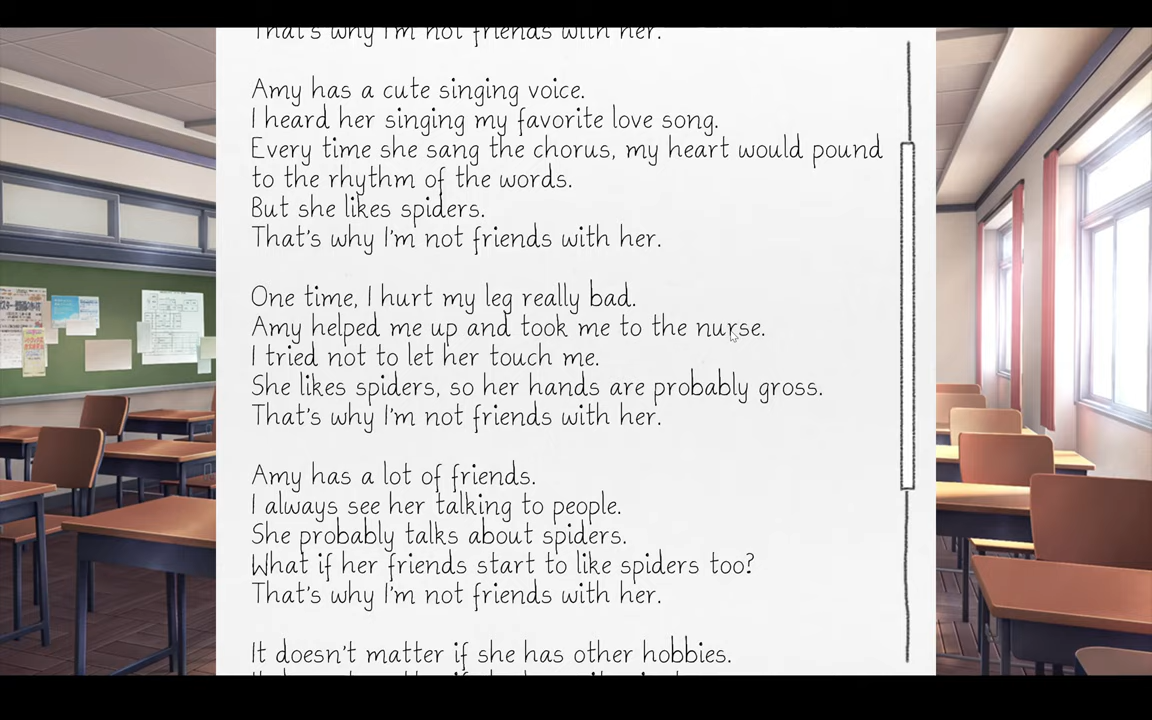 That's why I'm not friends with her.
Amy has a cute singing voice.
I heard her singing my favorite love song.
Every time she sang the chorus, my heart would pound
to the rhythm of the words.
But she likes spiders.
That's why I'm not friends with her.
One time, I hurt my leg really bad.
Amy helped me up and took me to the nurse.
I tried not to let her touch me.
She likes spiders, so her hands are probably gross.
That's why I'm not friends with her.
Amy has a lot of friends.
I always see her talking to people.
She probably talks about spiders.
What if her friends start to like spiders too?
That's why I'm not friends with her.
It doesn't matter if she has other hobbies.